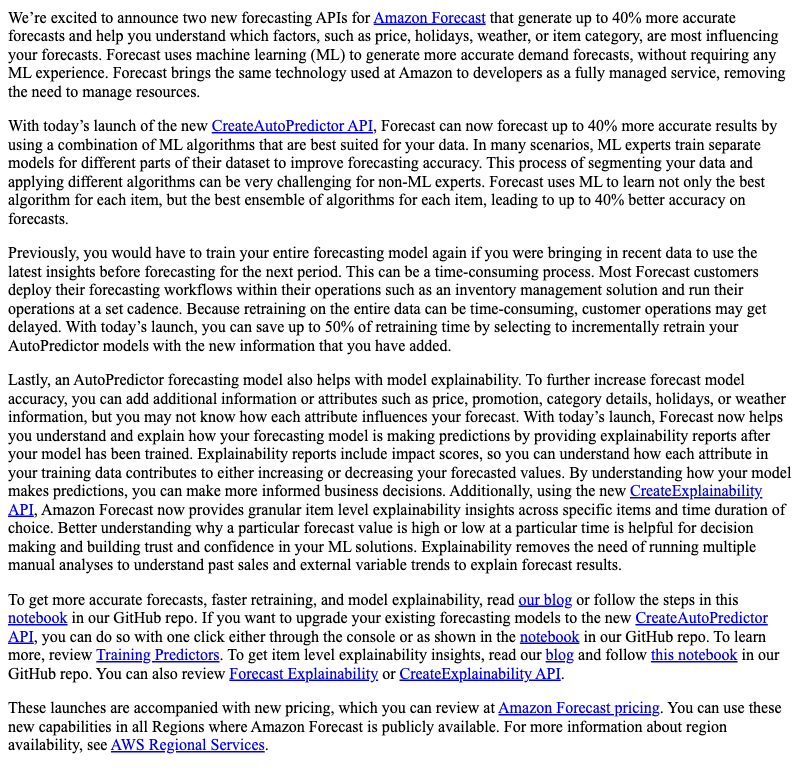 We’re excited to announce two new forecasting APIs for Amazon Forecast that generate up to 40% more accurate
forecasts and help you understand which factors, such as price, holidays, weather, or item category, are most influencing
your forecasts. Forecast uses machine learning (ML) to generate more accurate demand forecasts, without requiring any
ML experience. Forecast brings the same technology used at Amazon to developers as a fully managed service, removing
the need to manage resources.
With today’s launch of the new CreateAutoPredictor API, Forecast can now forecast up to 40% more accurate results by
using a combination of ML algorithms that are best suited for your data. In many scenarios, ML experts train separate
models for different parts of their dataset to improve forecasting accuracy. This process of segmenting your data and
applying different algorithms can be very challenging for non-ML experts. Forecast uses ML to learn not only the best
algorithm for each item, but the best ensemble of algorithms for each item, leading to up to 40% better accuracy on
forecasts.
Previously, you would have to train your entire forecasting model again if you were bringing in recent data to use the
latest insights before forecasting for the next period. This can be a time-consuming process. Most Forecast customers
deploy their forecasting workflows within their operations such as an inventory management solution and run their
operations at a set cadence. Because retraining on the entire data can be time-consuming, customer operations may get
delayed. With today’s launch, you can save up to 50% of retraining time by selecting to incrementally retrain your
AutoPredictor models with the new information that you have added.
Lastly, an AutoPredictor forecasting model also helps with model explainability. To further increase forecast model
accuracy, you can add additional information or attributes such as price, promotion, category details, holidays, or weather
information, but you may not know how each attribute influences your forecast. With today’s launch, Forecast now helps
you understand and explain how your forecasting model is making predictions by providing explainability reports after
your model has been trained. Explainability reports include impact scores, so you can understand how each attribute in
your training data contributes to either increasing or decreasing your forecasted values. By understanding how your model
makes predictions, you can make more informed business decisions. Additionally, using the new CreateExplainability
API, Amazon Forecast now provides granular item level explainability insights across specific items and time duration of
choice. Better understanding why a particular forecast value is high or low at a particular time is helpful for decision
making and building trust and confidence in your ML solutions. Explainability removes the need of running multiple
manual analyses to understand past sales and external variable trends to explain forecast results.
To get more accurate forecasts, faster retraining, and model explainability, read our blog or follow the steps in this
notebook in our GitHub repo. If you want to upgrade your existing forecasting models to the new CreateAutoPredictor
API, you can do so with one click either through the console or as shown in the notebook in our GitHub repo. To learn
more, review Training Predictors. To get item level explainability insights, read our blog and follow this notebook in our
GitHub repo. You can also review Forecast Explainability or CreateExplainability API.
These launches are accompanied with new pricing, which you can review at Amazon Forecast pricing. You can use these
new capabilities in all Regions where Amazon Forecast is publicly available. For more information about region
availability, see AWS Regional Services.